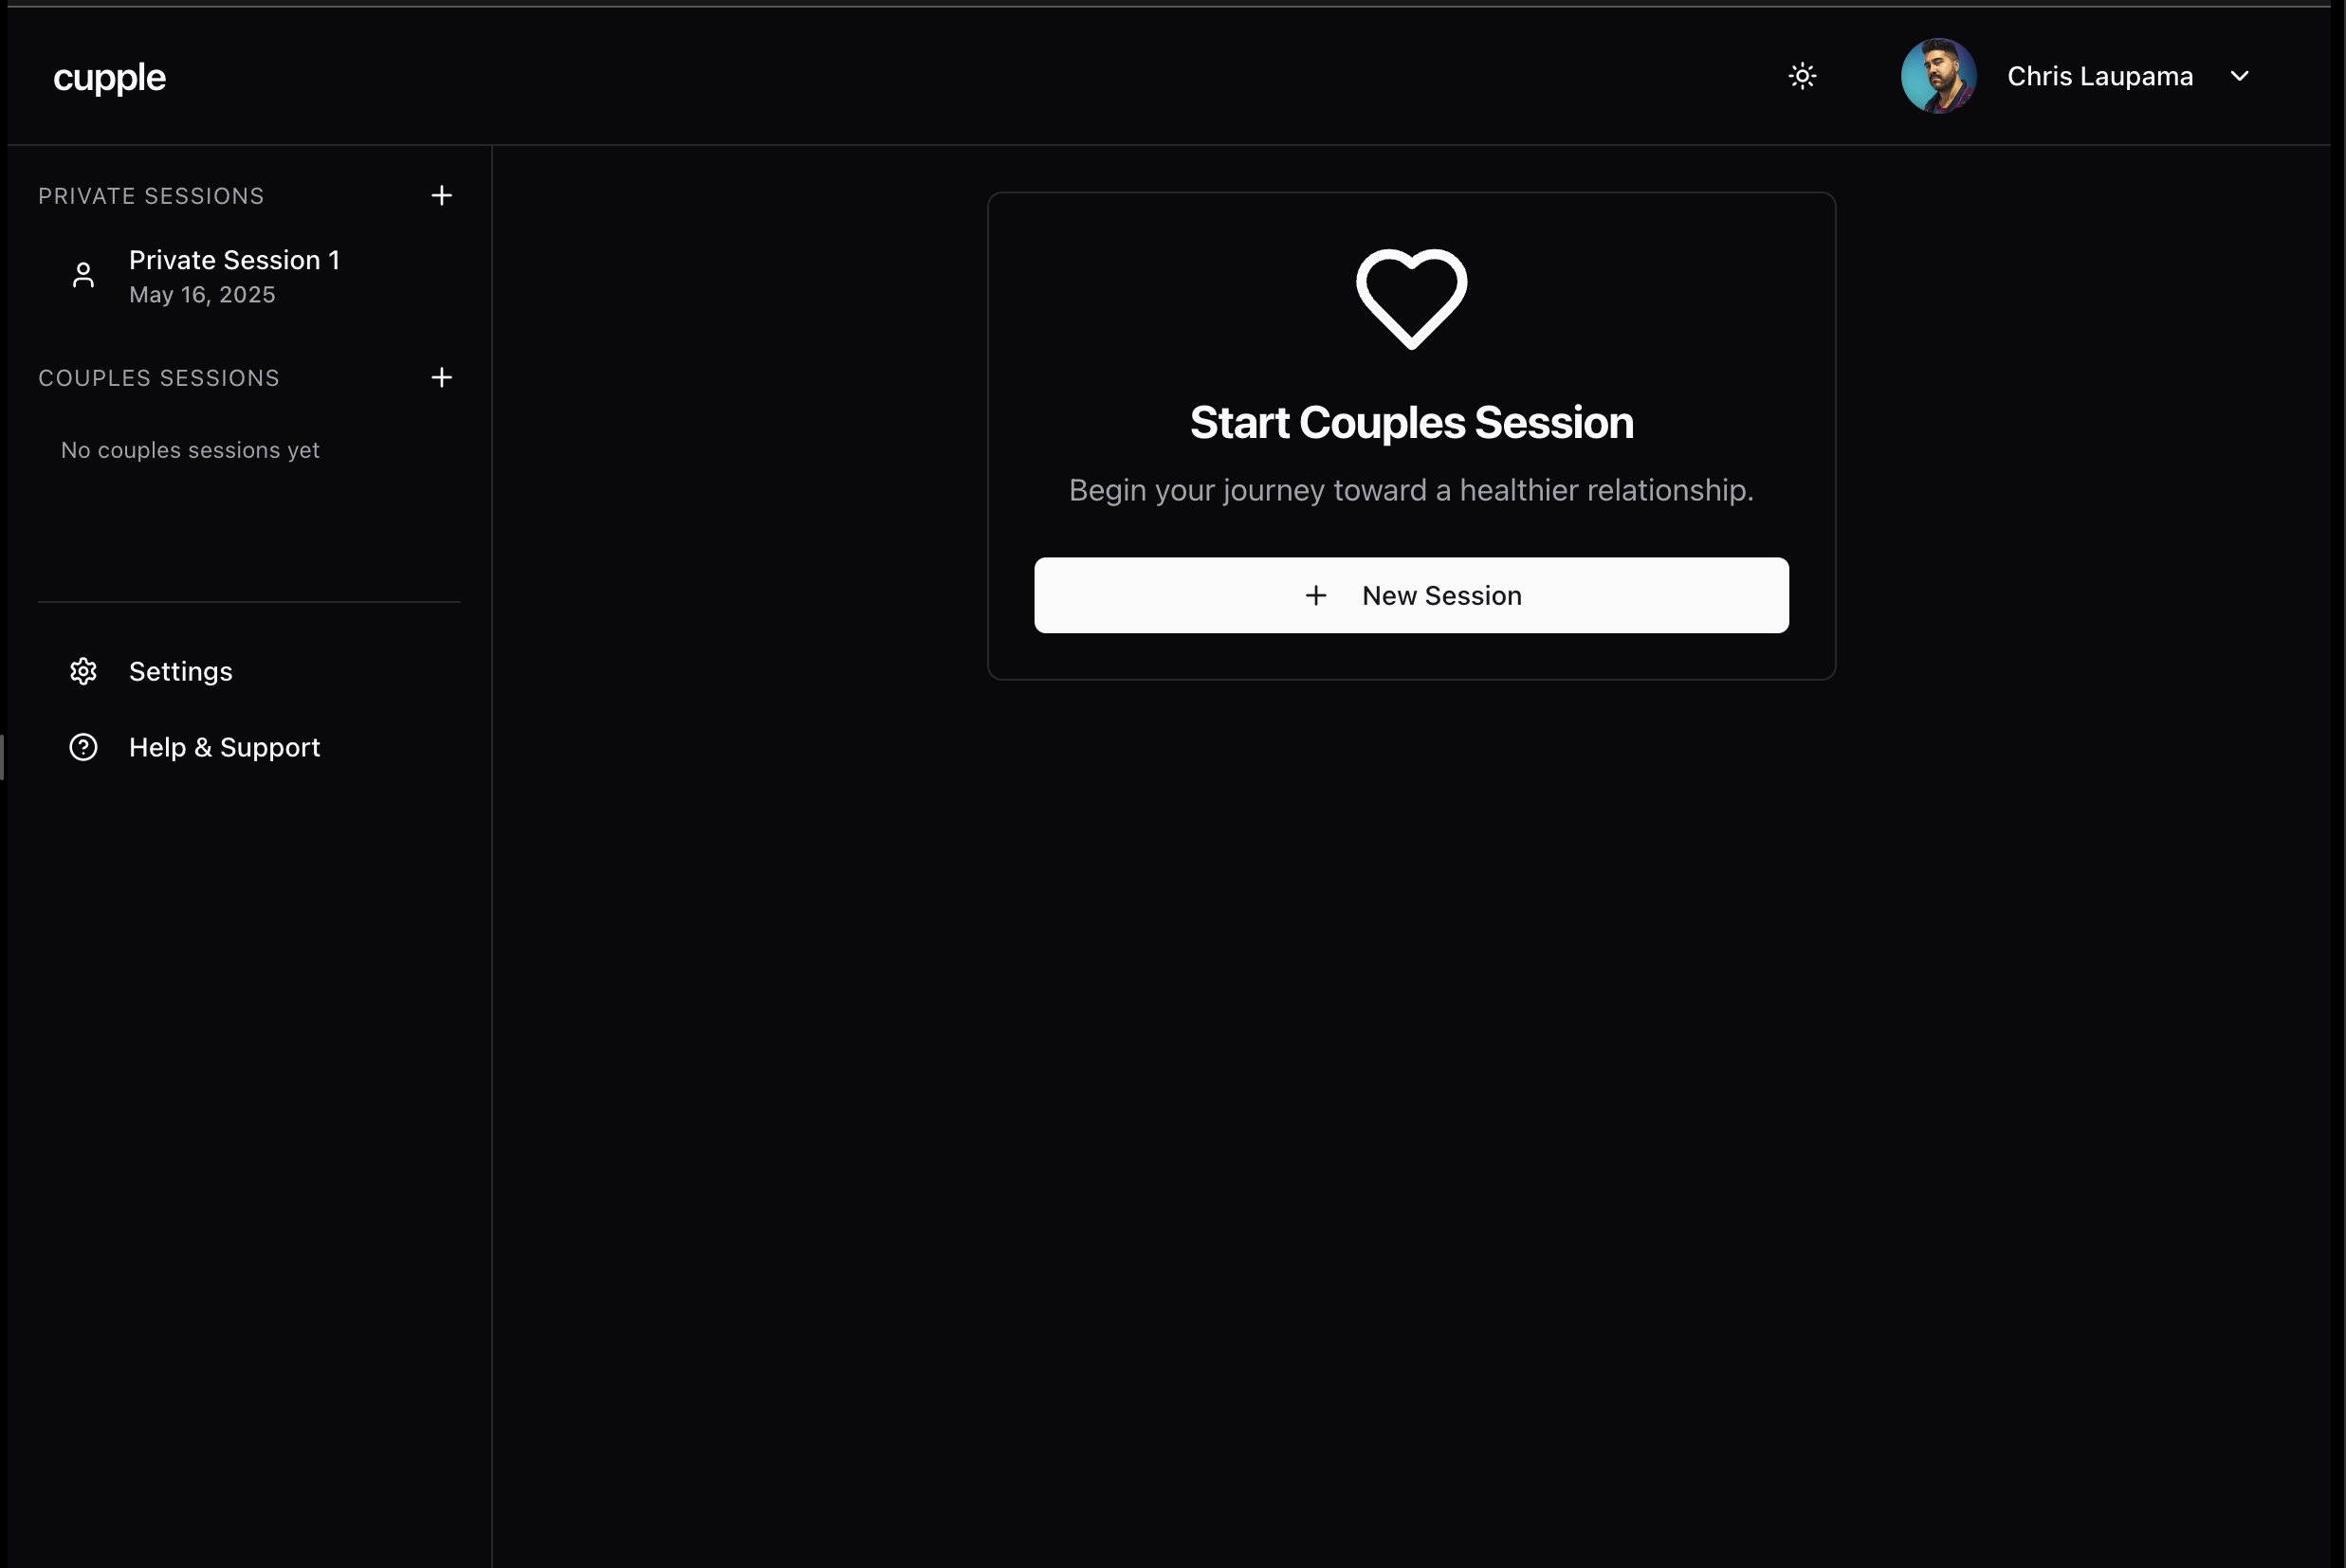 cupple
Chris Laupama
PRIVATE SESSIONS
Private Session 1
May 16, 2025
COUPLES SESSIONS
No couples sessions yet
Settings
Help & Support
Start Couples Session
Begin your journey toward a healthier relationship.
New Session